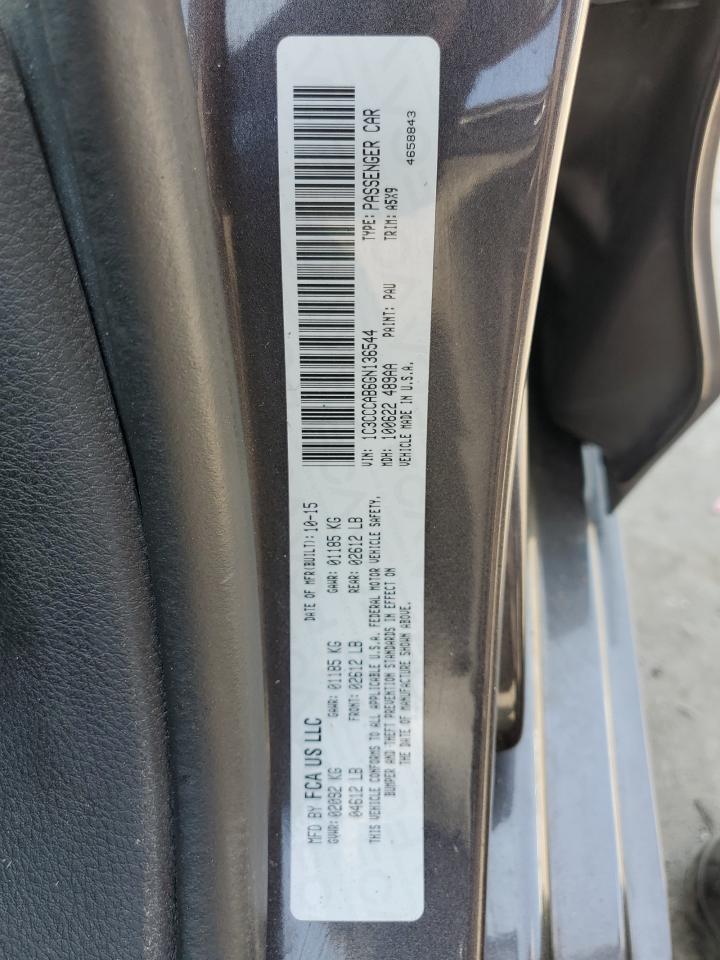 MFD BY FCA US LLC
DATE OF MFR(BUILT): 10-15
GVWR: 02092 KG GAWR: 01185 KG GAWR: 01185 KG
04612 LB FRONT: 02612 LB REAR: 02612 LB
THIS VEHICLE CONFORMS TO ALL APPLICABLE U.S.A. FEDERAL MOTOR VEHICLE SAFETY,
BUMPER AND THEFT PREVENTION STANDARDS IN EFFECT ON
THE DATE OF MANUFACTURE SHOWN ABOVE.
VIN: 1C3CCCAB6GN136544 TYPE: PASSENGER CAR
MDH: 100622 489AA PAINT: PAU TRIM: A5X9
VEHICLE MADE IN U.S.A.
4658843